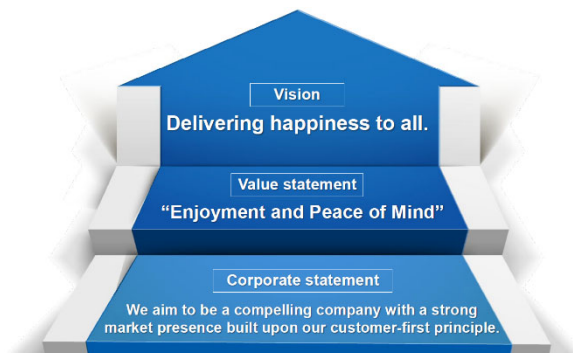 Vision
Delivering happiness to all.
Value statement
“Enjoyment and Peace of Mind”
Corporate statement
We aim to be a compelling company with a strong
market presence built upon our customer-first principle.